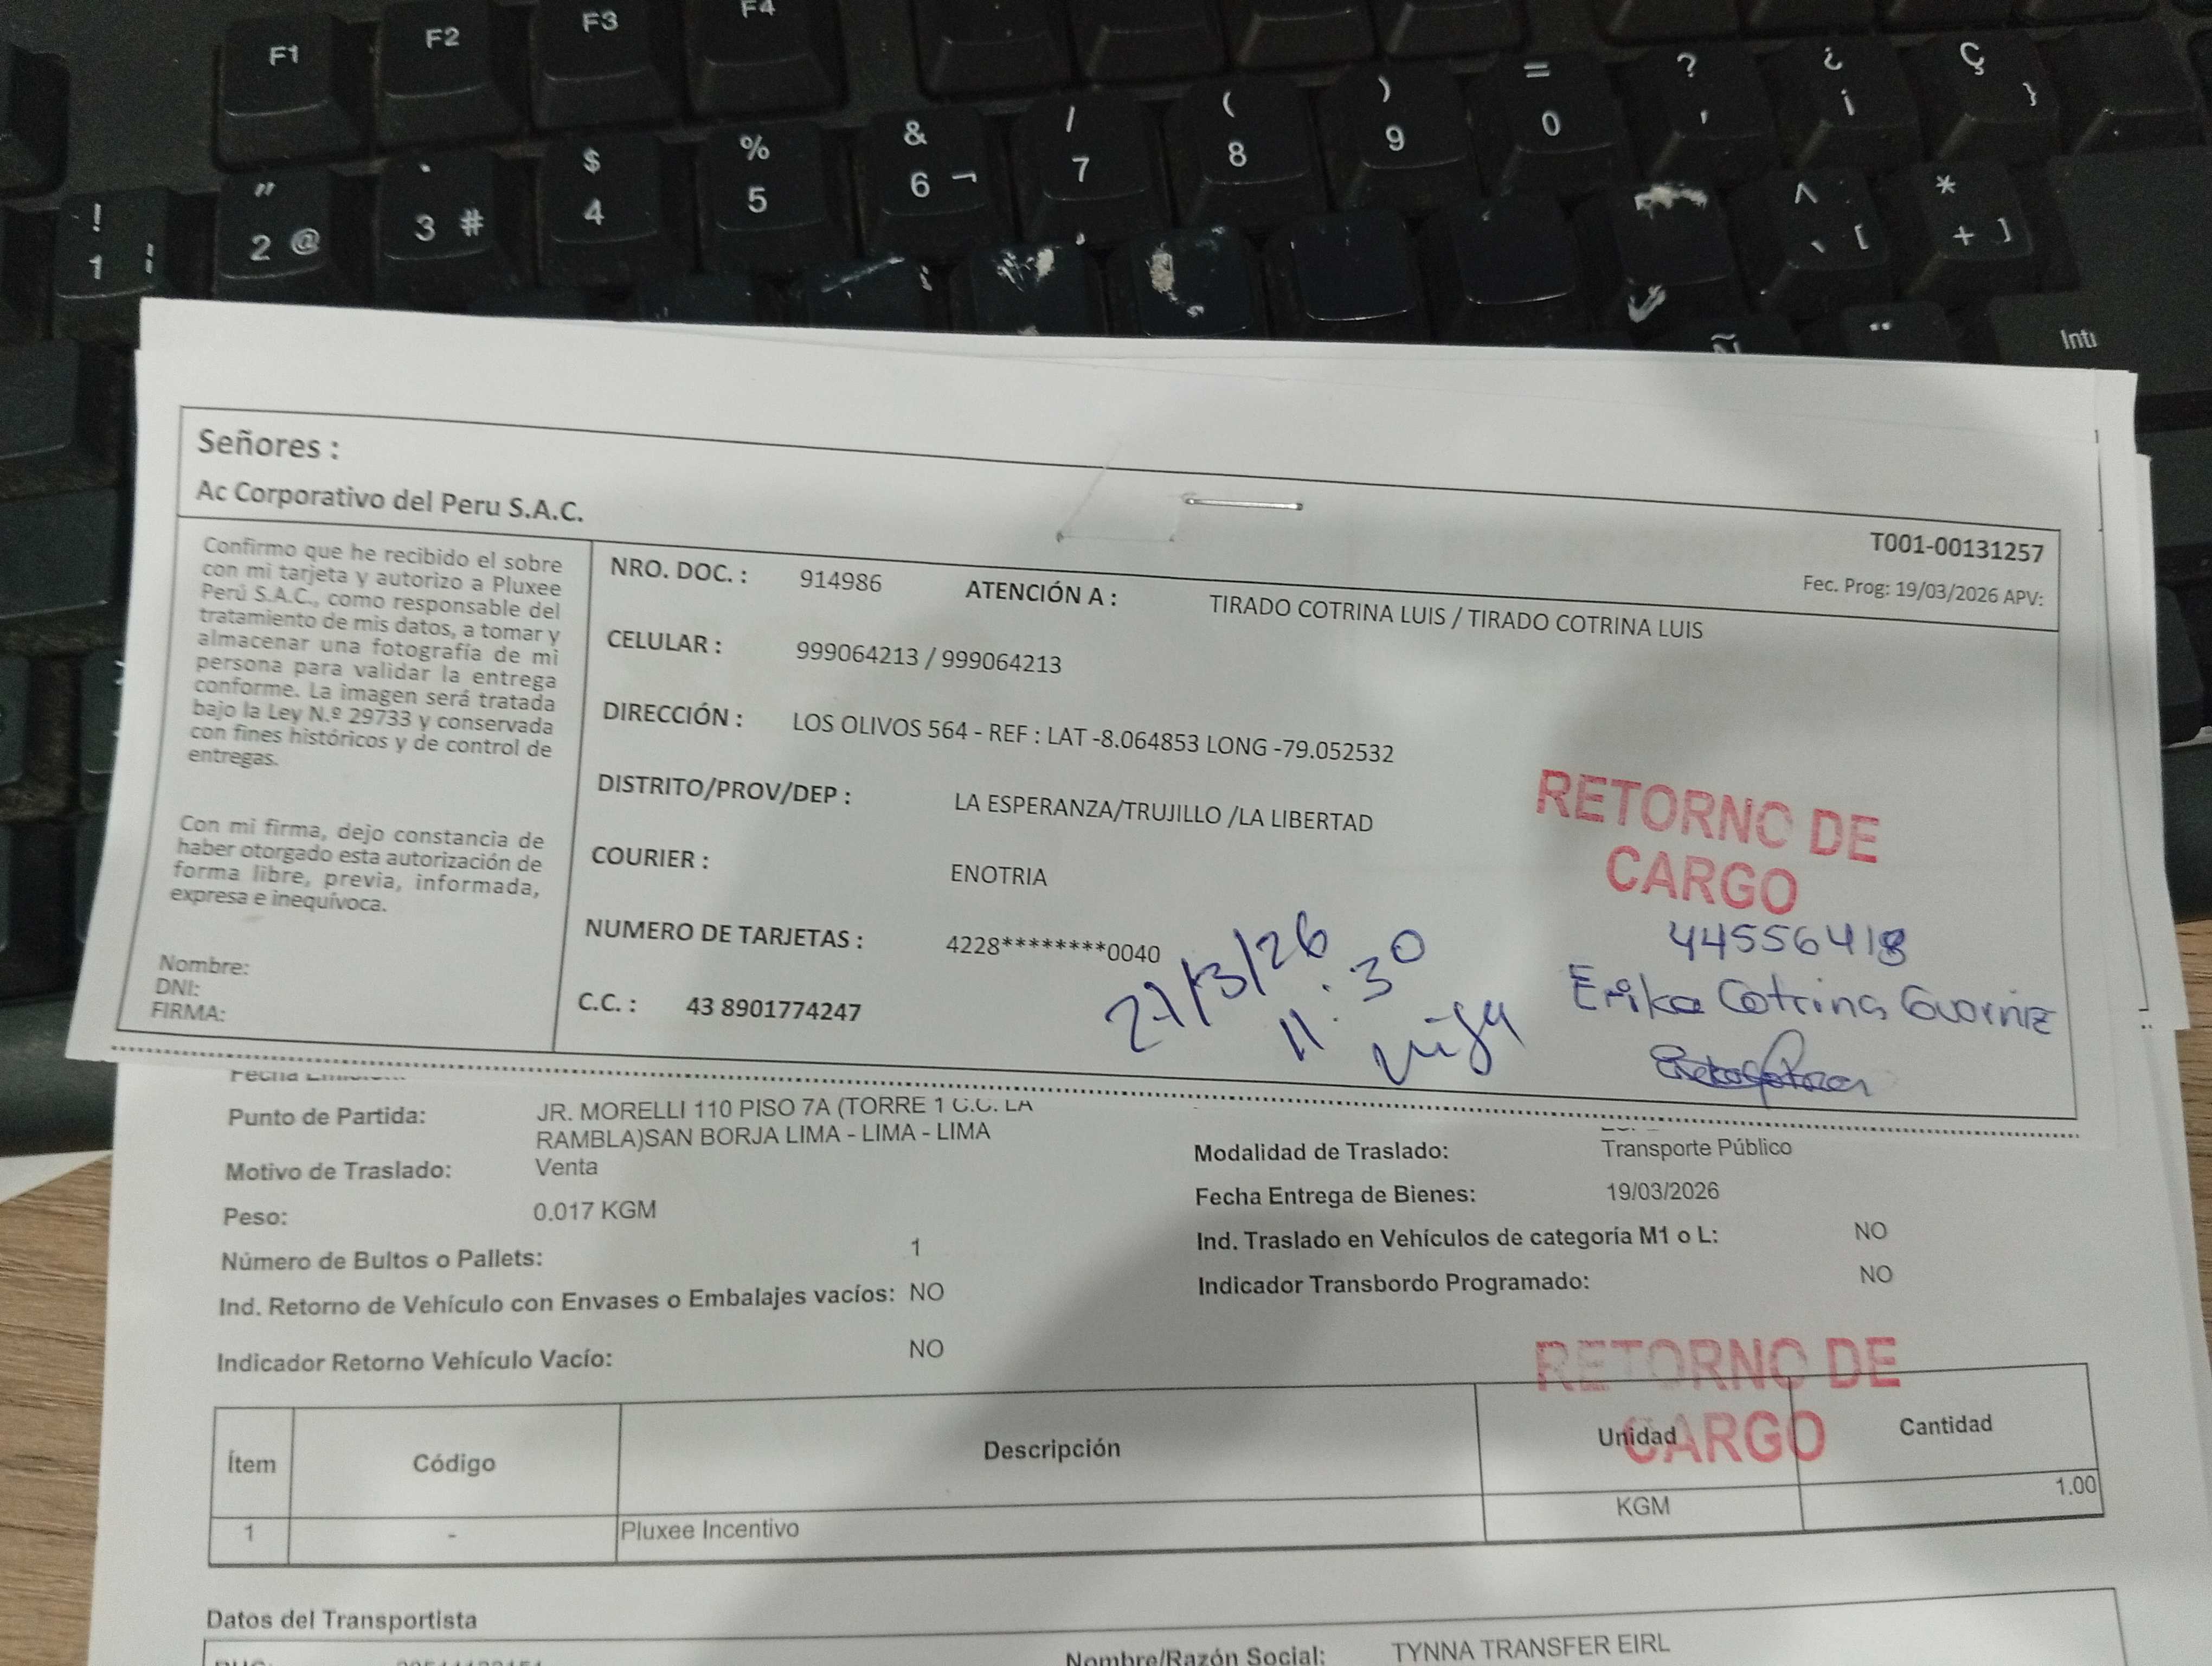 F1 F2 F3 F4
! " · $ % & / ( ) = ? ¿ Ç
1 | 2 @ 3 # 4 5 6 ¬ 7 8 9 0 ' ¡ }
^ * ` [ + ]
Ñ ¨ Intr
Señores :
Ac Corporativo del Peru S.A.C.
T001-00131257
Fec. Prog: 19/03/2026 APV:
Confirmo que he recibido el sobre
con mi tarjeta y autorizo a Pluxee
Perú S.A.C., como responsable del
tratamiento de mis datos, a tomar y
almacenar una fotografía de mi
persona para validar la entrega
conforme. La imagen será tratada
bajo la Ley N.º 29733 y conservada
con fines históricos y de control de
entregas.
Con mi firma, dejo constancia de
haber otorgado esta autorización de
forma libre, previa, informada,
expresa e inequívoca.
Nombre:
DNI:
FIRMA:
NRO. DOC. : 914986 ATENCIÓN A : TIRADO COTRINA LUIS / TIRADO COTRINA LUIS
CELULAR : 999064213 / 999064213
DIRECCIÓN : LOS OLIVOS 564 - REF : LAT -8.064853 LONG -79.052532
DISTRITO/PROV/DEP : LA ESPERANZA/TRUJILLO /LA LIBERTAD
COURIER : ENOTRIA
NUMERO DE TARJETAS : 4228********0040
C.C. : 43 8901774247
RETORNO DE
CARGO
/3/26
11:30
44556418
Erika Cotrina
Punto de Partida: JR. MORELLI 110 PISO 7A (TORRE 1 C.C. LA
RAMBLA)SAN BORJA LIMA - LIMA - LIMA
Motivo de Traslado: Venta
Peso: 0.017 KGM
Número de Bultos o Pallets: 1
Ind. Retorno de Vehículo con Envases o Embalajes vacíos: NO
Indicador Retorno Vehículo Vacío: NO
Modalidad de Traslado: Transporte Público
Fecha Entrega de Bienes: 19/03/2026
Ind. Traslado en Vehículos de categoría M1 o L: NO
Indicador Transbordo Programado: NO
RETORNO DE
CARGO
Ítem Código Descripción Unidad Cantidad
1 - Pluxee Incentivo KGM 1.00
Datos del Transportista
Nombre/Razón Social: TYNNA TRANSFER EIRL